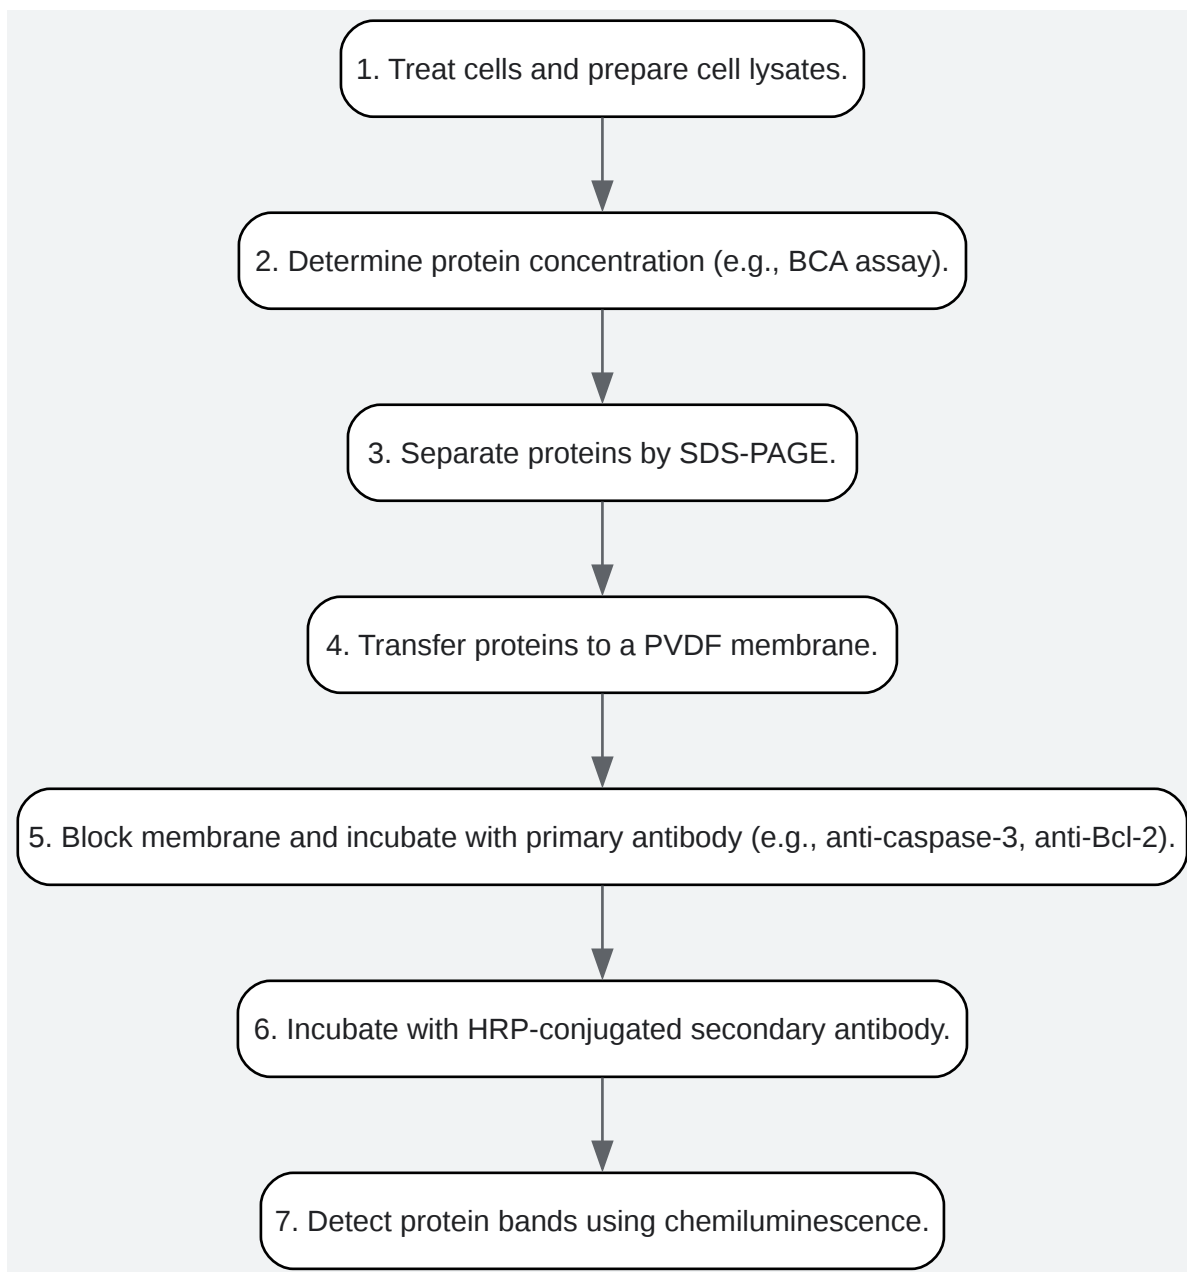 1. Treat cells and prepare cell lysates.
2. Determine protein concentration (e.g., BCA assay).
3. Separate proteins by SDS-PAGE.
4. Transfer proteins to a PVDF membrane.
5. Block membrane and incubate with primary antibody (e.g., anti-caspase-3, anti-Bcl-2).
6. Incubate with HRP-conjugated secondary antibody.
7. Detect protein bands using chemiluminescence.